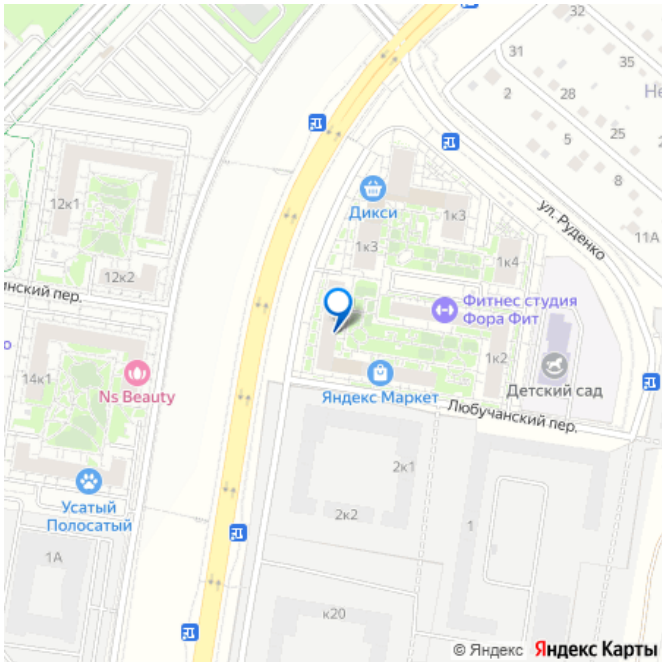 32
31
35
Не
2
28
25
5
8
12к1
Дикси
1к3
ул. Руденко
11А
1к3
1к4
12к2
инский пер.
Фитнес студия
Фора Фит
о
14к1
Ns Beauty
1к2
Детский сад
Яндекс Маркет
Любучанский пер.
2к1
Усатый
Полосатый
2к2
1
1А
к20
© Яндекс Яндекс Карты